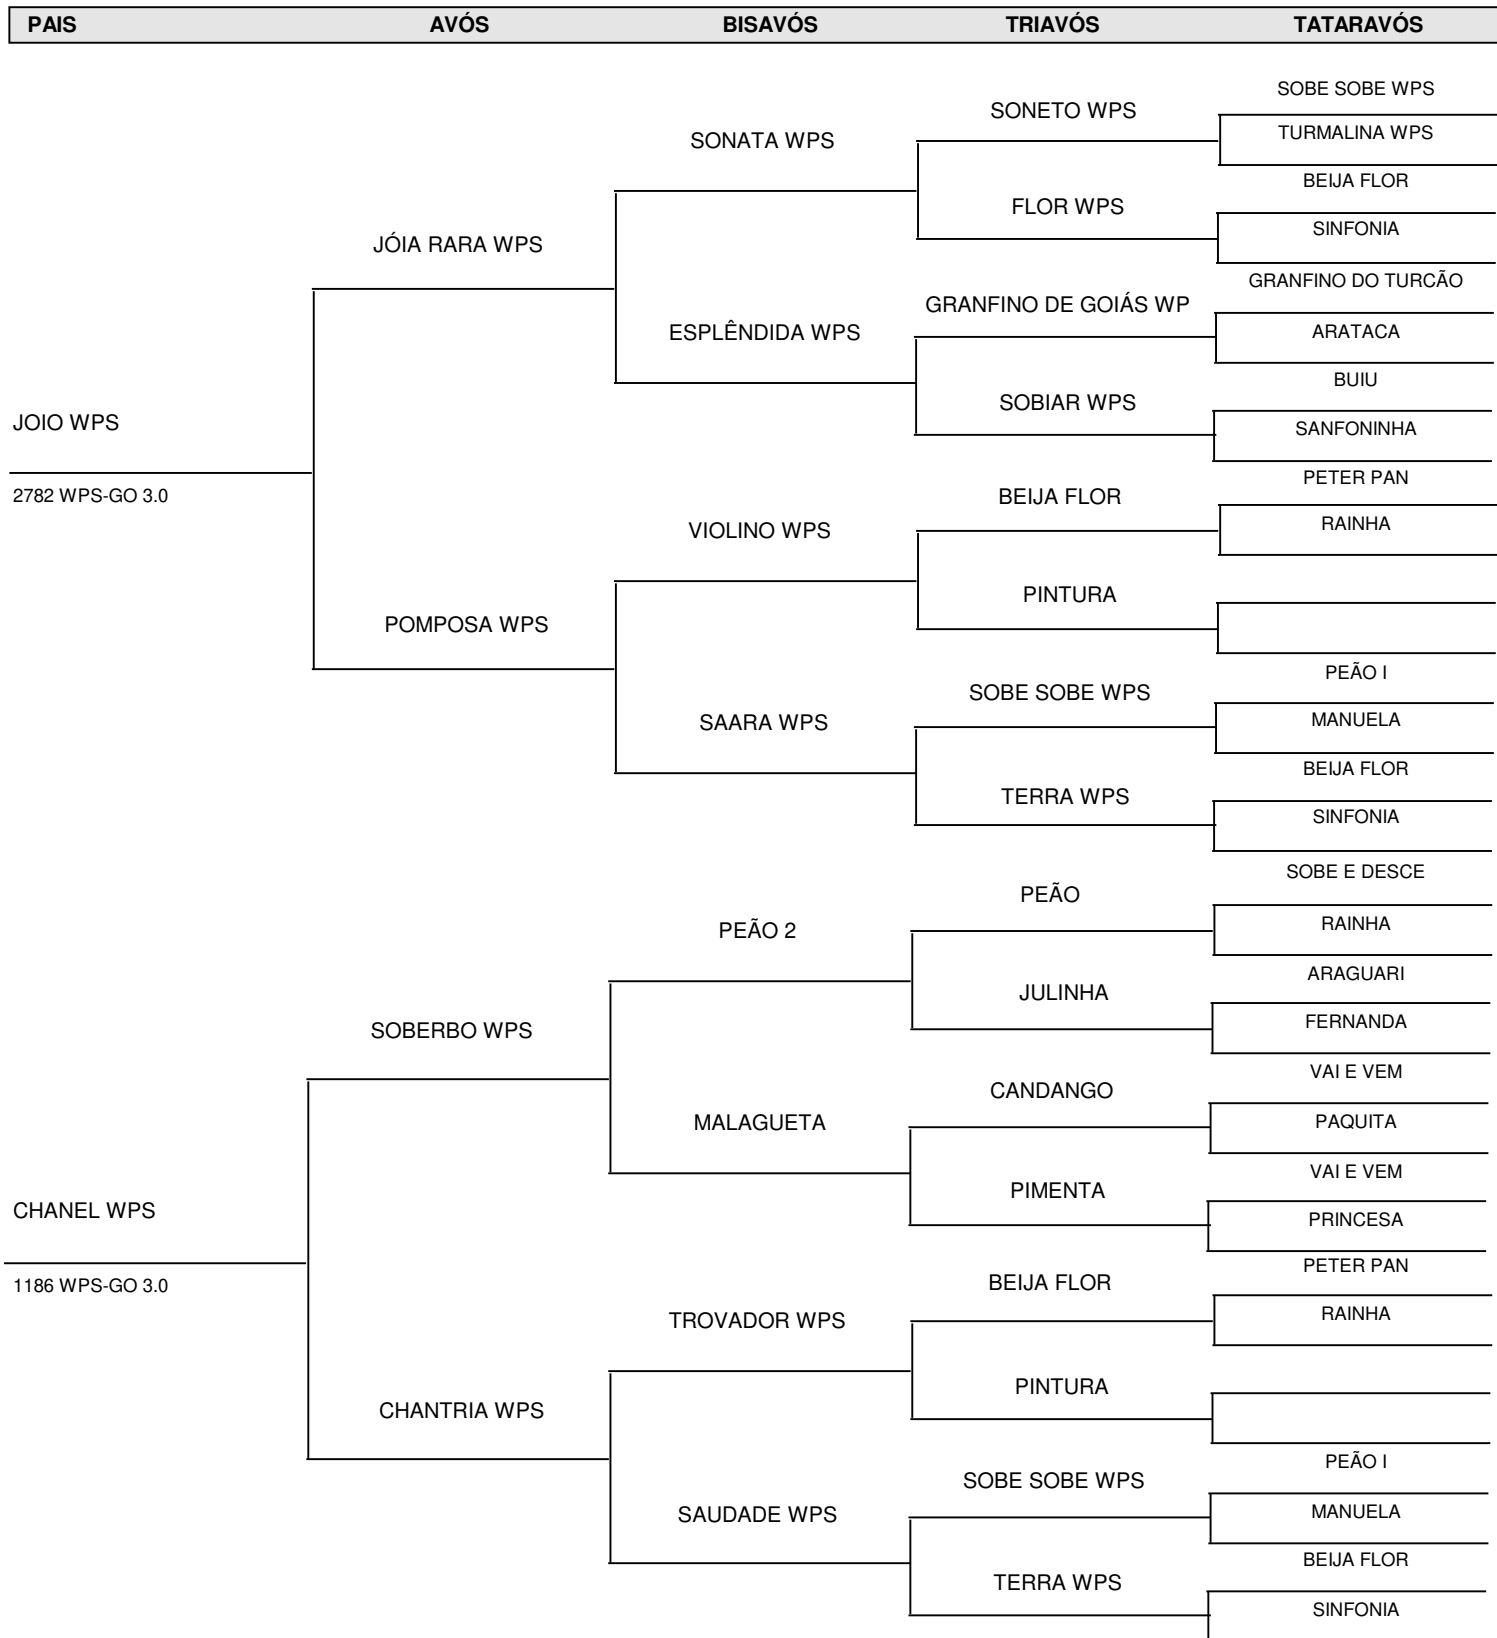 PAIS AVÓS BISAVÓS TRIAVÓS TATARAVÓS
SOBE SOBE WPS
SONETO WPS
TURMALINA WPS
SONATA WPS
BEIJA FLOR
FLOR WPS
SINFONIA
JÓIA RARA WPS
GRANFINO DO TURCÃO
GRANFINO DE GOIÁS WP
ARATACA
ESPLÊNDIDA WPS
BUIU
SOBIAR WPS
SANFONINHA
JOIO WPS
PETER PAN
2782 WPS-GO 3.0
BEIJA FLOR
RAINHA
VIOLINO WPS
PINTURA
POMPOSA WPS
PEÃO I
SOBE SOBE WPS
MANUELA
SAARA WPS
BEIJA FLOR
TERRA WPS
SINFONIA
SOBE E DESCE
PEÃO
RAINHA
PEÃO 2
ARAGUARI
JULINHA
FERNANDA
SOBERBO WPS
VAI E VEM
CANDANGO
PAQUITA
MALAGUETA
VAI E VEM
PIMENTA
PRINCESA
CHANEL WPS
PETER PAN
1186 WPS-GO 3.0
BEIJA FLOR
RAINHA
TROVADOR WPS
PINTURA
CHANTRIA WPS
PEÃO I
SOBE SOBE WPS
MANUELA
SAUDADE WPS
BEIJA FLOR
TERRA WPS
SINFONIA